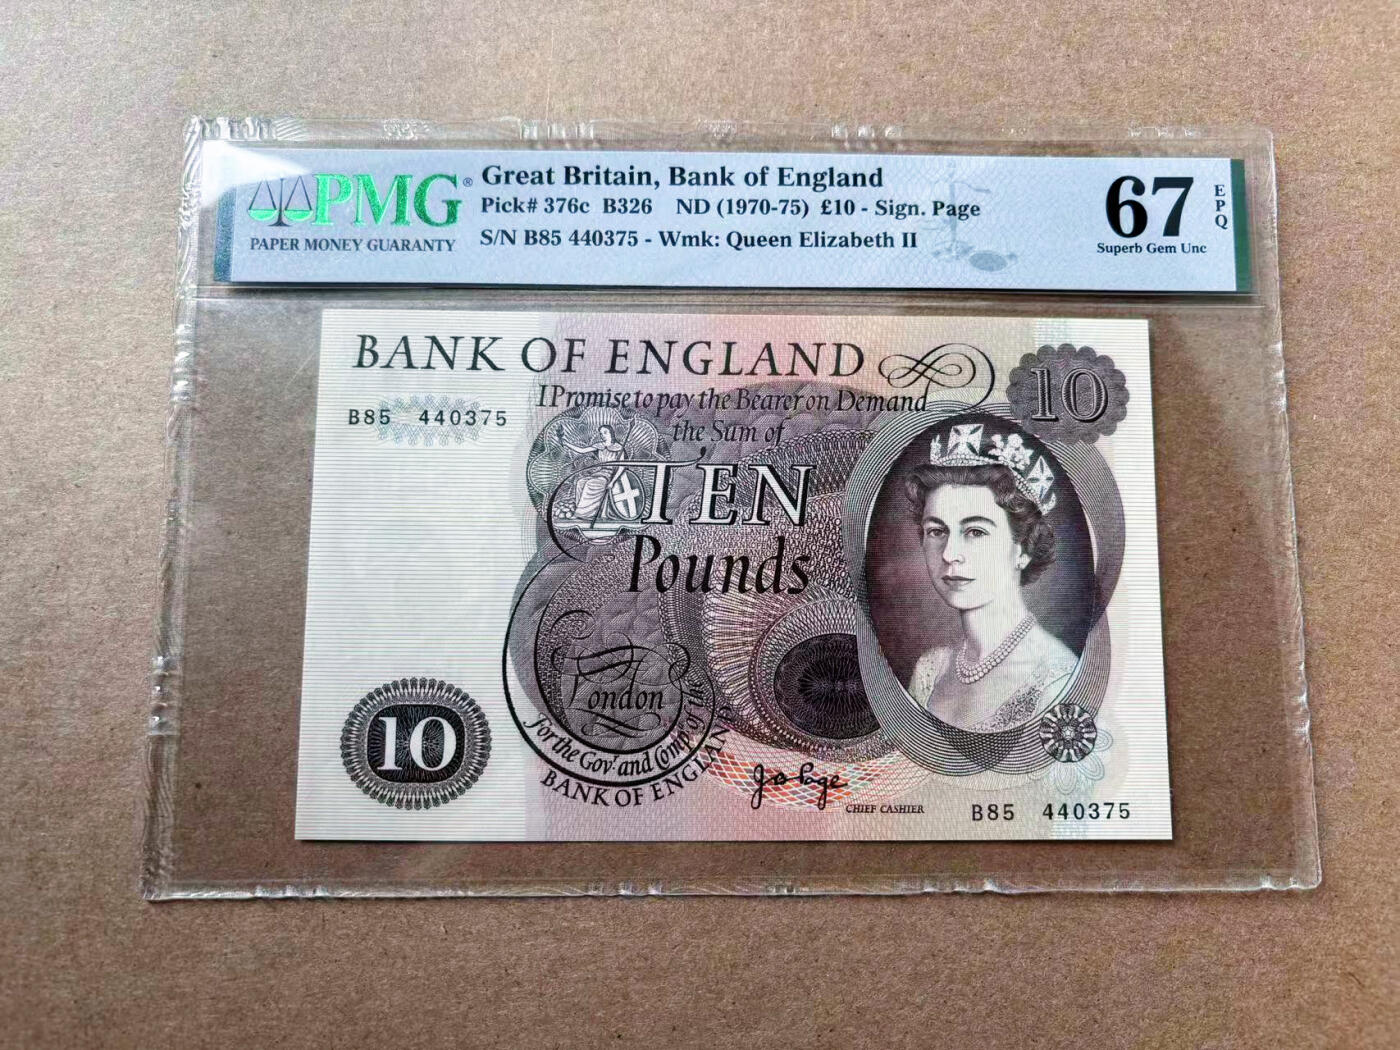 PMG®
PAPER MONEY GUARANTY
Great Britain, Bank of England
Pick# 376c B326 ND (1970-75) £10 - Sign. Page
S/N B85 440375 - Wmk: Queen Elizabeth II
67
EPQ
Superb Gem Unc
BANK OF ENGLAND
10
I Promise to pay the Bearer on Demand
B85 440375
the Sum of
TEN
Pounds
London
For the Govr. and Compa. of the
BANK OF ENGLAND
10
J B Page
CHIEF CASHIER
B85 440375